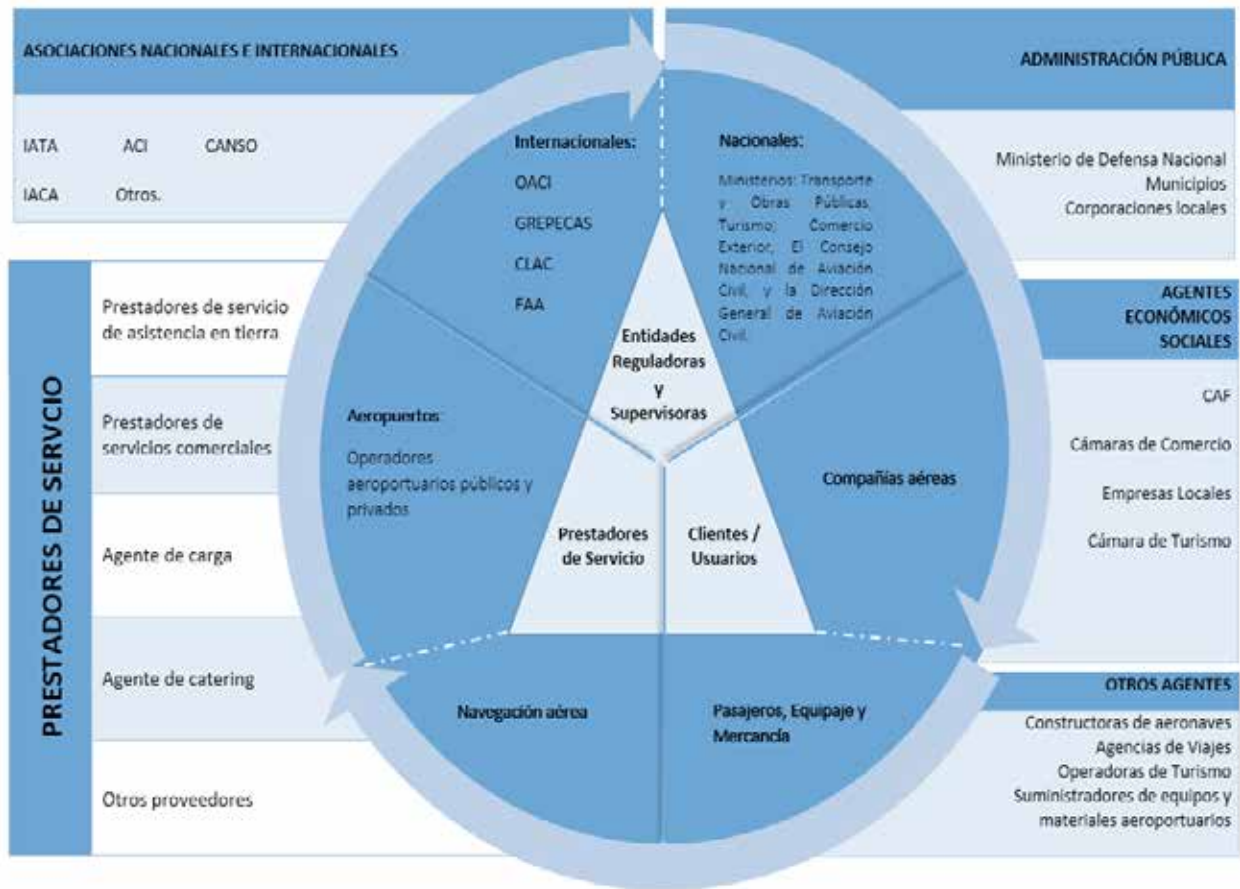 ASOCIACIONES NACIONALES E INTERNACIONALES
IATA ACI CANSO
IACA Otros.
ADMINISTRACIÓN PÚBLICA
Ministerio de Defensa Nacional
Municipios
Corporaciones locales
Internacionales:
OACI
GREPECAS
CLAC
FAA
Nacionales:
Ministerios: Transporte
y Obras Públicas,
Turismo; Comercio
Exterior, El Consejo
Nacional de Aviación
Civil, y la Dirección
General de Aviación
Civil.
PRESTADORES DE SERVCIO
Prestadores de servicio
de asistencia en tierra
Prestadores de
servicios comerciales
Agente de carga
Agente de catering
Otros proveedores
Aeropuertos:
Operadores
aeroportuarios públicos y
privados
Entidades
Reguladoras
y
Supervisoras
Prestadores
de Servicio
Clientes /
Usuarios
Compañías aéreas
Navegación aérea
Pasajeros, Equipaje y
Mercancía
AGENTES
ECONÓMICOS
SOCIALES
CAF
Cámaras de Comercio
Empresas Locales
Cámara de Turismo
OTROS AGENTES
Constructoras de aeronaves
Agencias de Viajes
Operadoras de Turismo
Suministradores de equipos y
materiales aeroportuarios